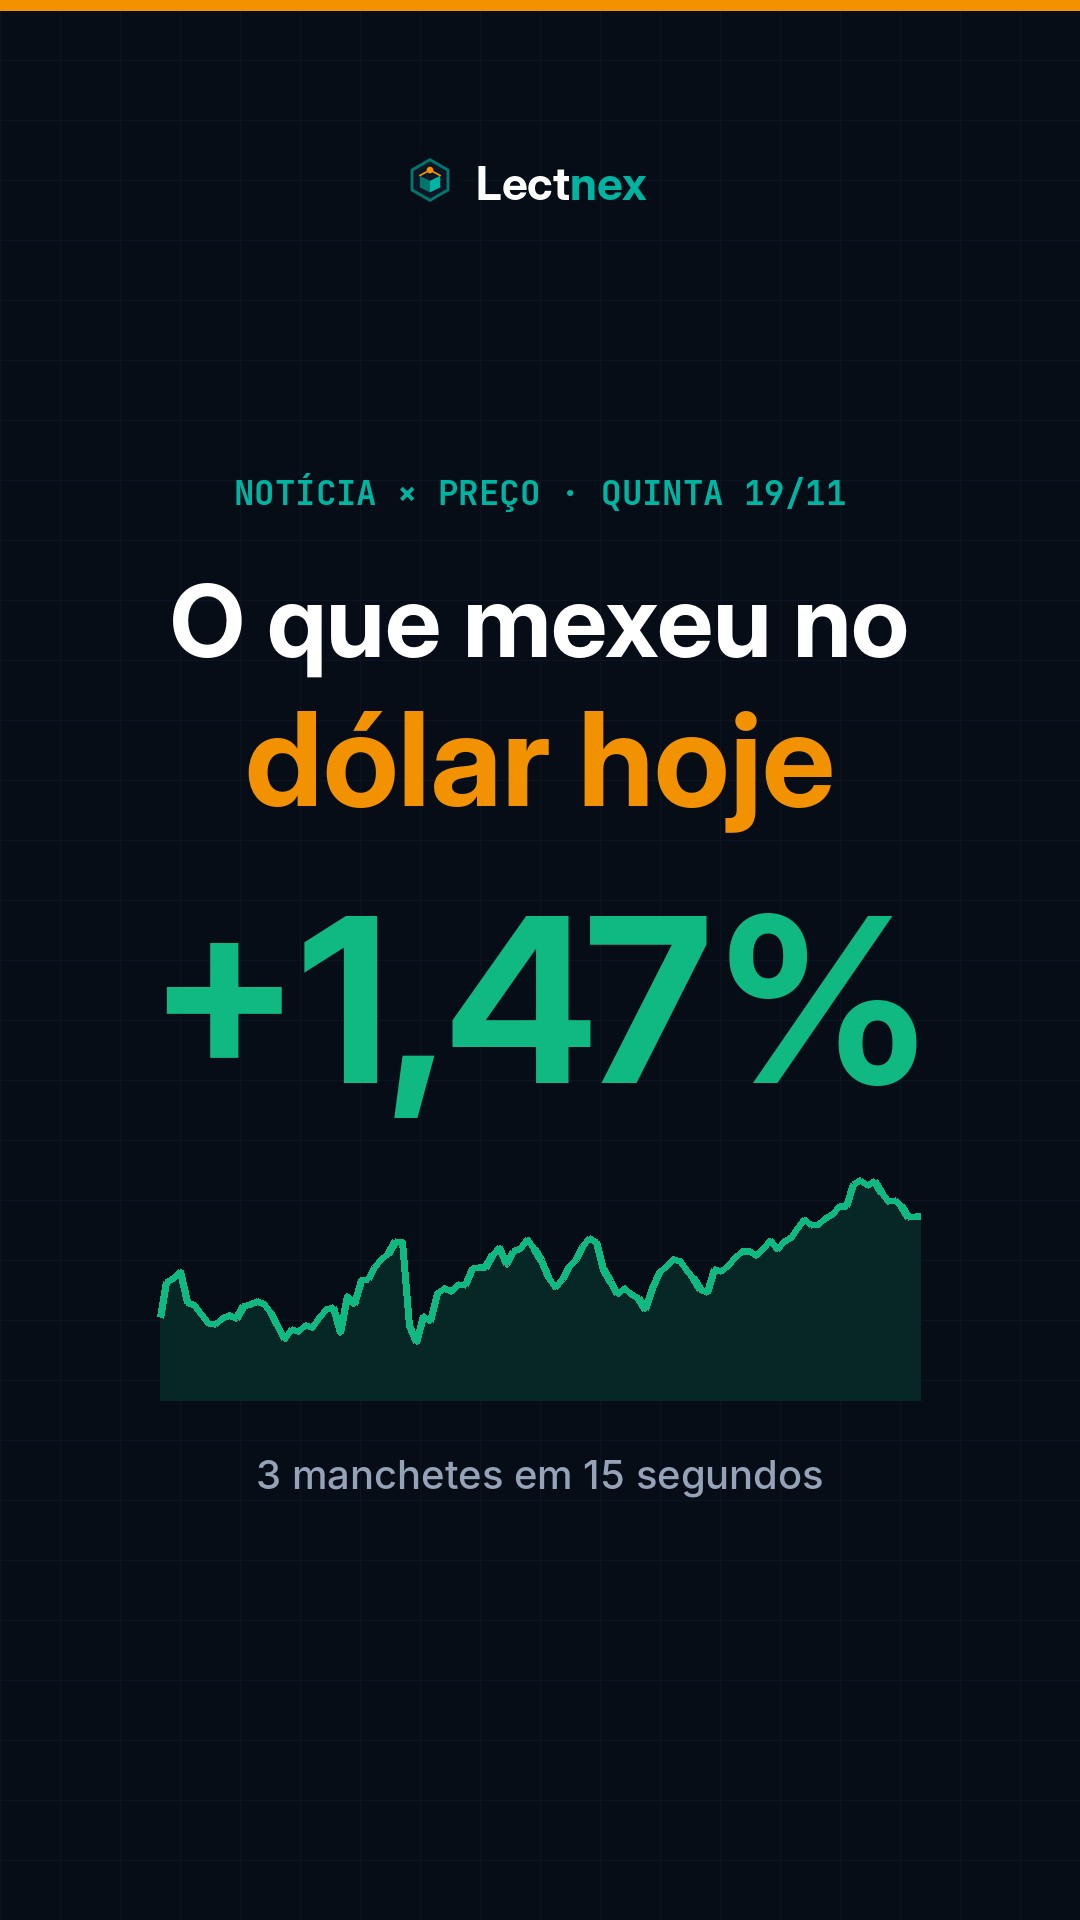 Lectnex
NOTÍCIA × PREÇO · QUINTA 19/11
O que mexeu no
dólar hoje
+1,47%
3 manchetes em 15 segundos